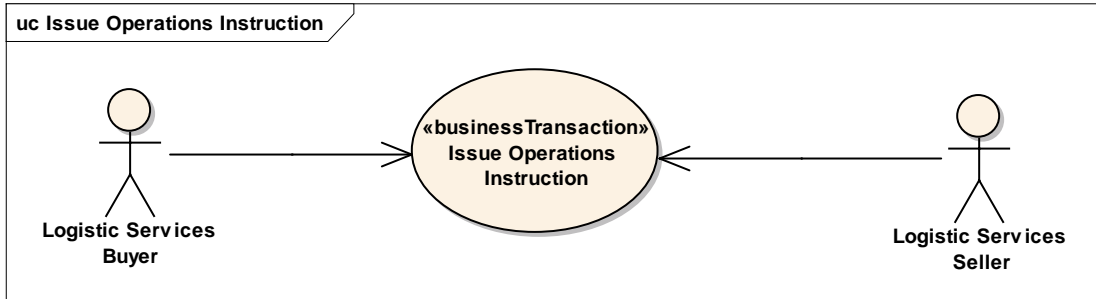 uc Issue Operations Instruction
«businessTransaction»
Issue Operations
Instruction
Logistic Services
Buyer
Logistic Services
Seller